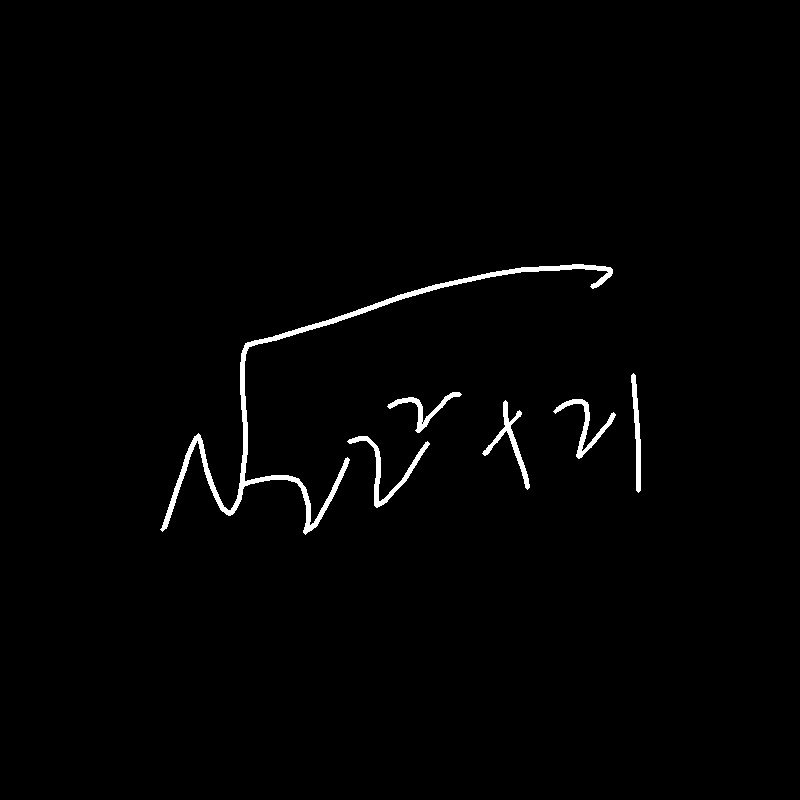 √(22² + 21)